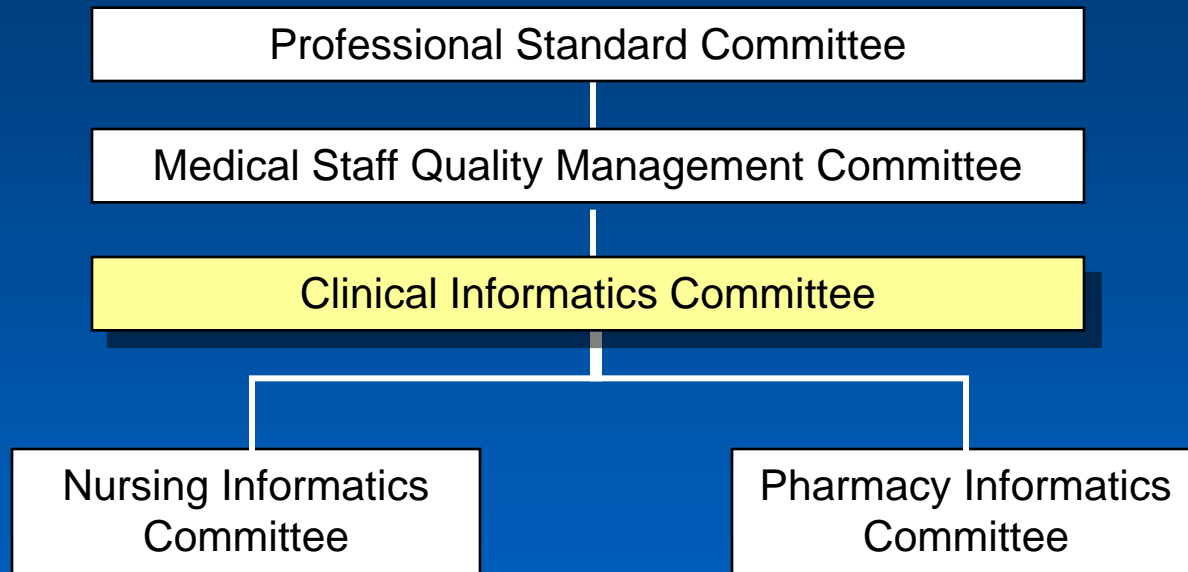 Professional Standard Committee
Medical Staff Quality Management Committee
Clinical Informatics Committee
Nursing Informatics
Committee
Pharmacy Informatics
Committee